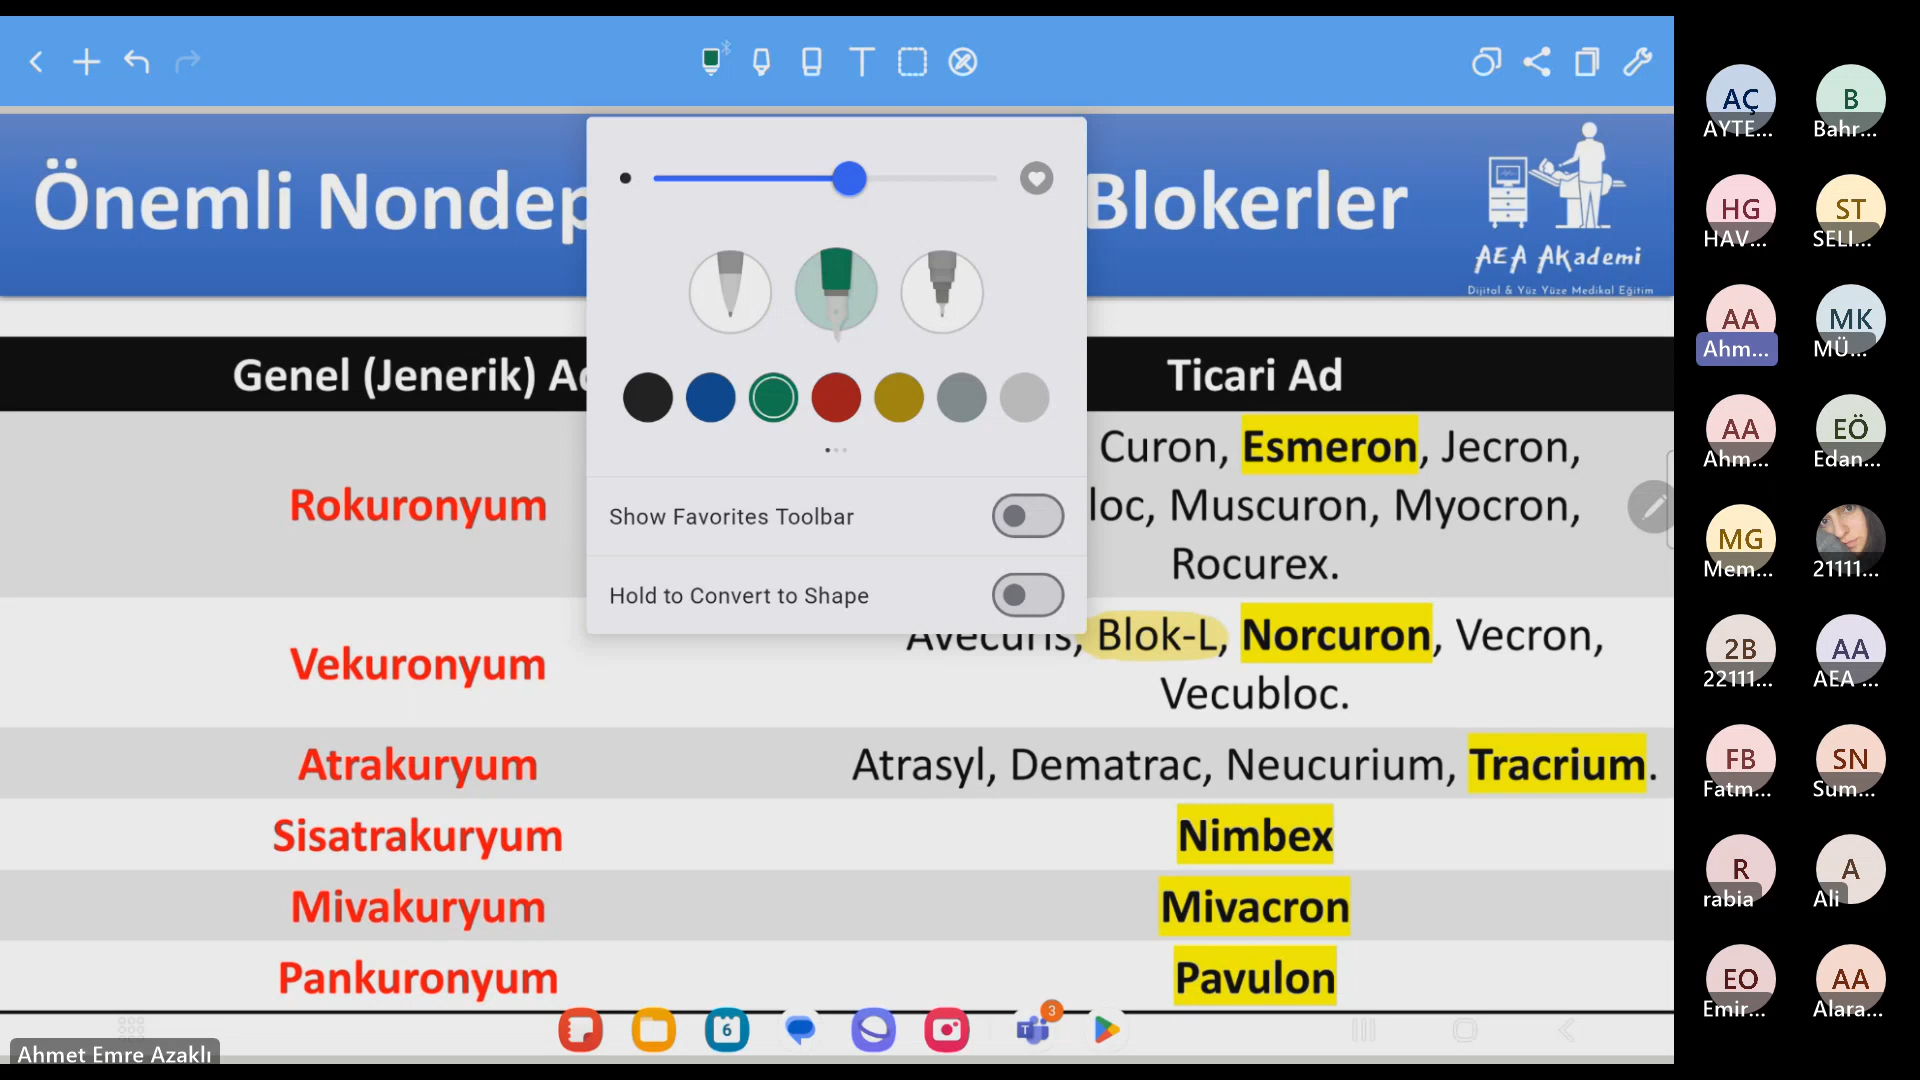 Önemli Nondep
Blokerler
AEA Akademi
Dijital & Yüz Yüze Medikal Eğitim
Genel (Jenerik) Ad
Ticari Ad
Rokuronyum
Curon, Esmeron, Jecron,
loc, Muscuron, Myocron,
Rocurex.
Show Favorites Toolbar
Hold to Convert to Shape
Vekuronyum
Avecuris, Blok-L, Norcuron, Vecron,
Vecubloc.
Atrakuryum
Atrasyl, Dematrac, Neucurium, Tracrium.
Sisatrakuryum
Nimbex
Mivakuryum
Mivacron
Pankuronyum
Pavulon
6
3
Ahmet Emre Azaklı
AÇ
AYTE...
B
Bahr...
HG
HAV...
ST
SELI...
AA
Ahm...
MK
MÜ...
AA
Ahm...
EÖ
Edan...
MG
Mem...
21111...
2B
22111...
AA
AEA ...
FB
Fatm...
SN
Sum...
R
rabia
A
Ali
EO
Emir...
AA
Alara...